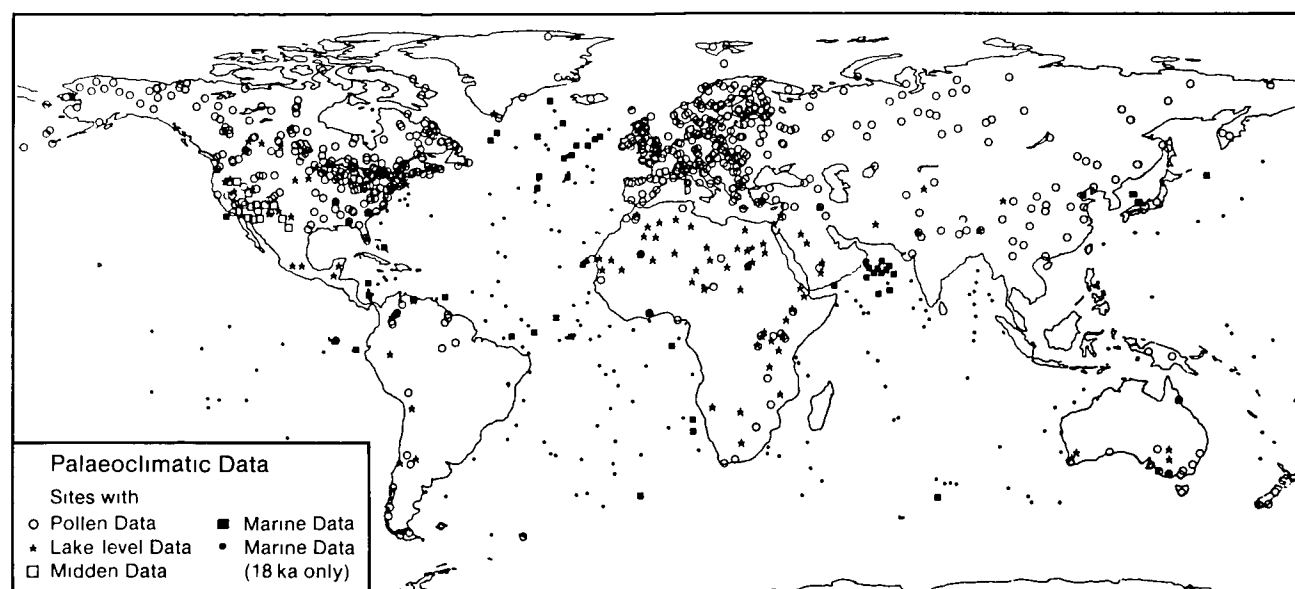 Palaeoclimatic Data
Sites with
Pollen Data
Lake level Data
Midden Data
Marine Data
Marine Data
(18 ka only)